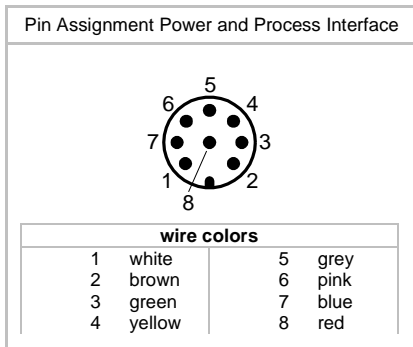 Pin Assignment Power and Process Interface
5
6 4
7 3
1 2
8
wire colors
1 white 5 grey
2 brown 6 pink
3 green 7 blue
4 yellow 8 red